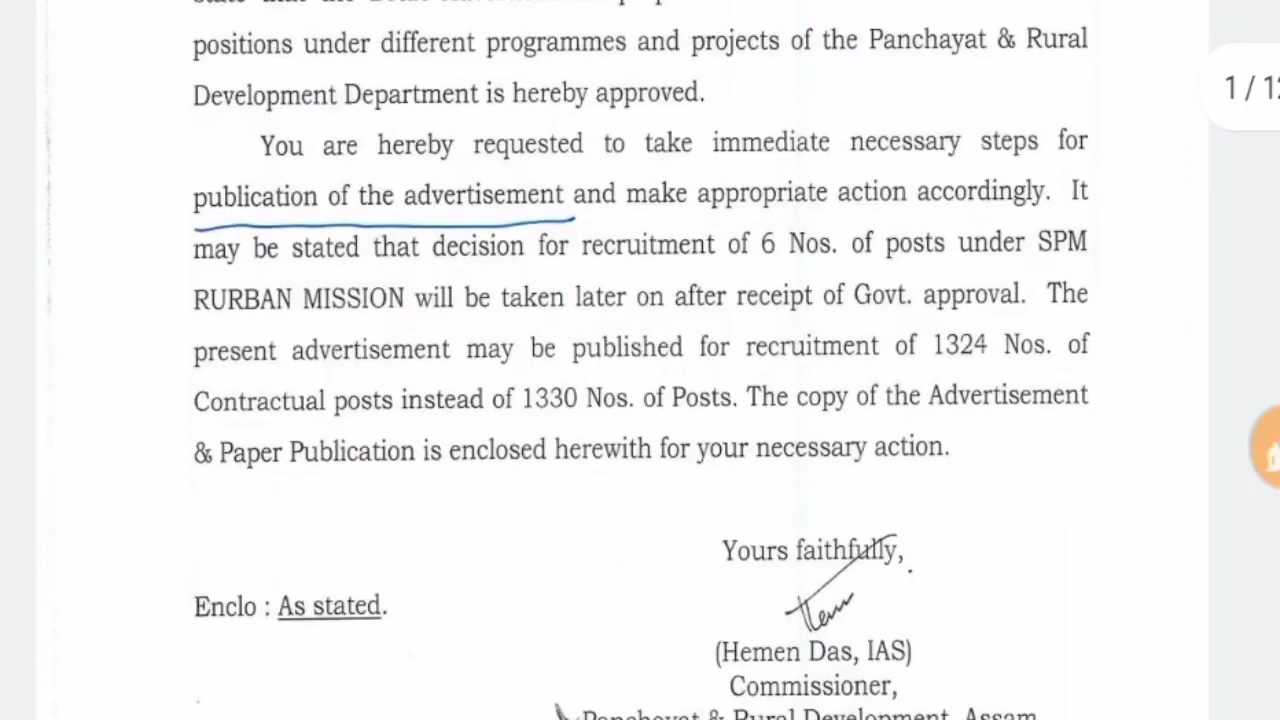 positions under different programmes and projects of the Panchayat & Rural
Development Department is hereby approved.
You are hereby requested to take immediate necessary steps for
publication of the advertisement and make appropriate action accordingly. It
may be stated that decision for recruitment of 6 Nos. of posts under SPM
RURBAN MISSION will be taken later on after receipt of Govt. approval. The
present advertisement may be published for recruitment of 1324 Nos. of
Contractual posts instead of 1330 Nos. of Posts. The copy of the Advertisement
& Paper Publication is enclosed herewith for your necessary action.
Yours faithfully,
Enclo : As stated.
(Hemen Das, IAS)
Commissioner,
Panchayat & Rural Development, Assam
1 / 12